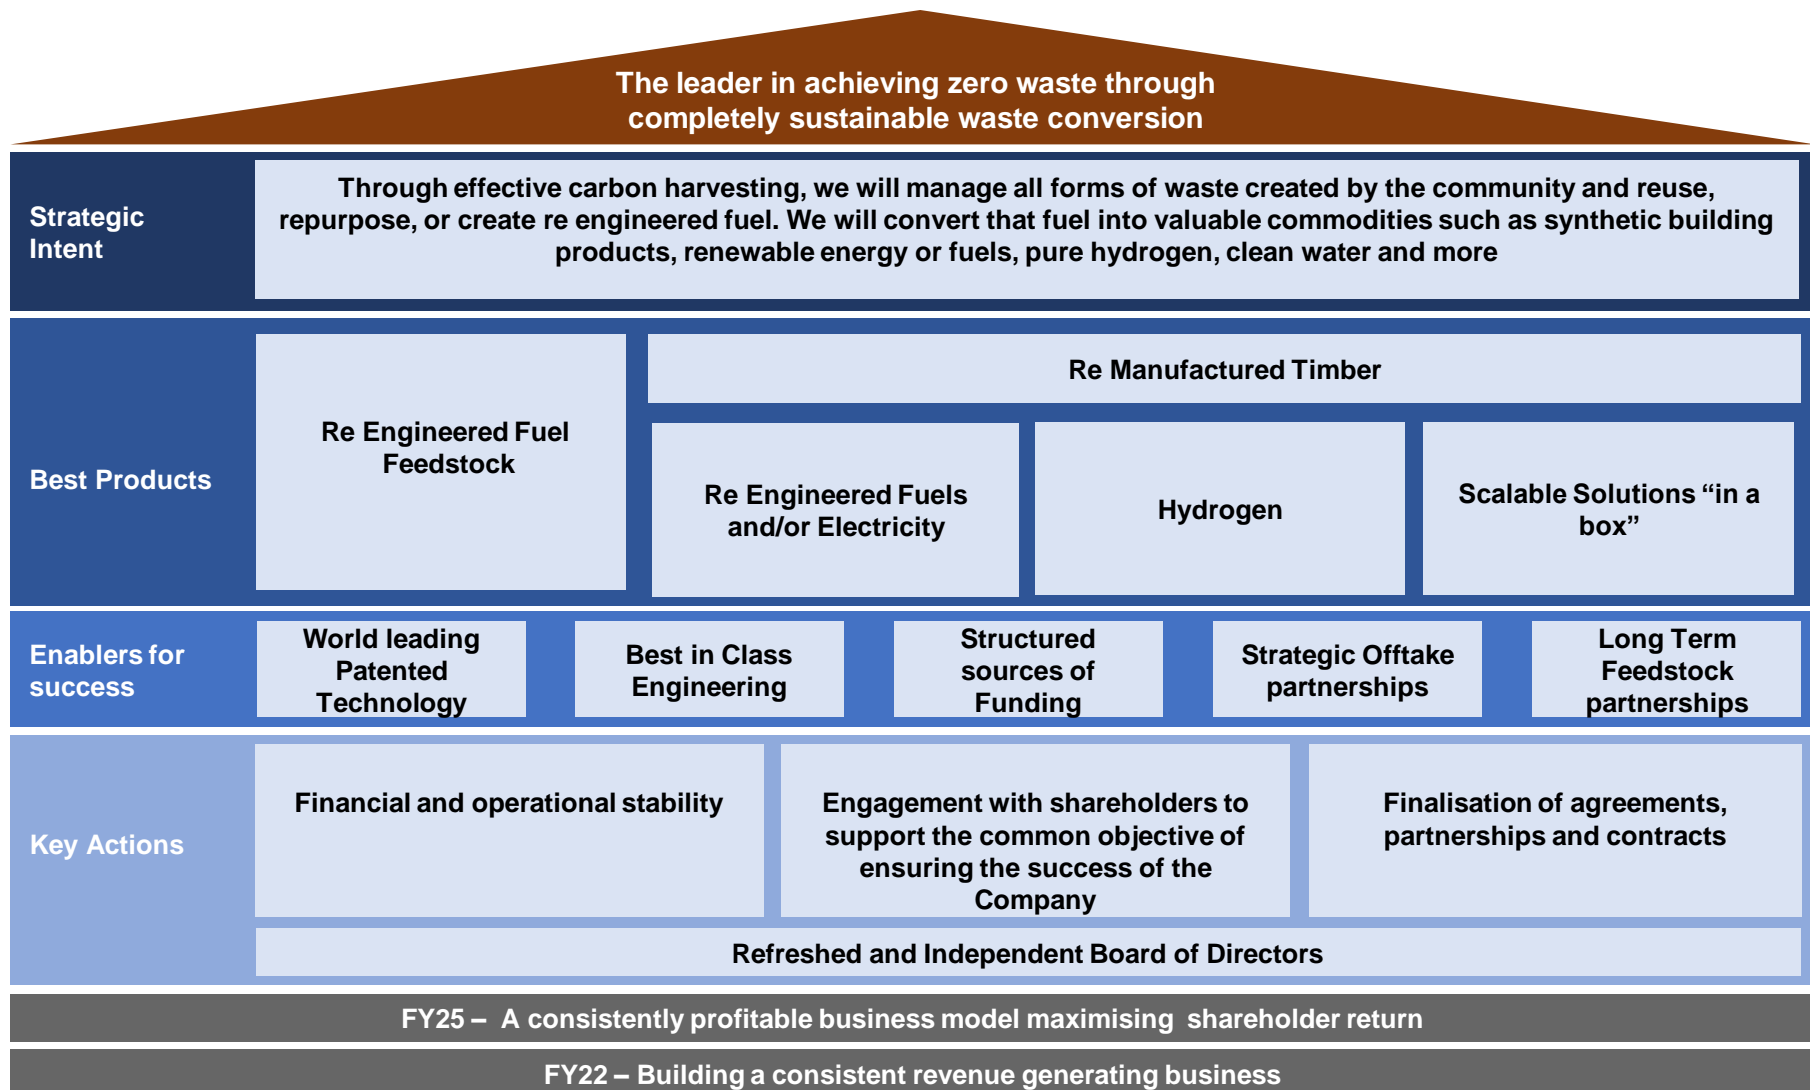 The leader in achieving zero waste through
completely sustainable waste conversion
Strategic
Intent
Through effective carbon harvesting, we will manage all forms of waste created by the community and reuse,
repurpose, or create re engineered fuel. We will convert that fuel into valuable commodities such as synthetic building
products, renewable energy or fuels, pure hydrogen, clean water and more
Best Products
Re Engineered Fuel
Feedstock
Re Manufactured Timber
Re Engineered Fuels
and/or Electricity
Hydrogen
Scalable Solutions “in a
box”
Enablers for
success
World leading
Patented
Technology
Best in Class
Engineering
Structured
sources of
Funding
Strategic Offtake
partnerships
Long Term
Feedstock
partnerships
Key Actions
Financial and operational stability
Engagement with shareholders to
support the common objective of
ensuring the success of the
Company
Finalisation of agreements,
partnerships and contracts
Refreshed and Independent Board of Directors
FY25 – A consistently profitable business model maximising shareholder return
FY22 – Building a consistent revenue generating business